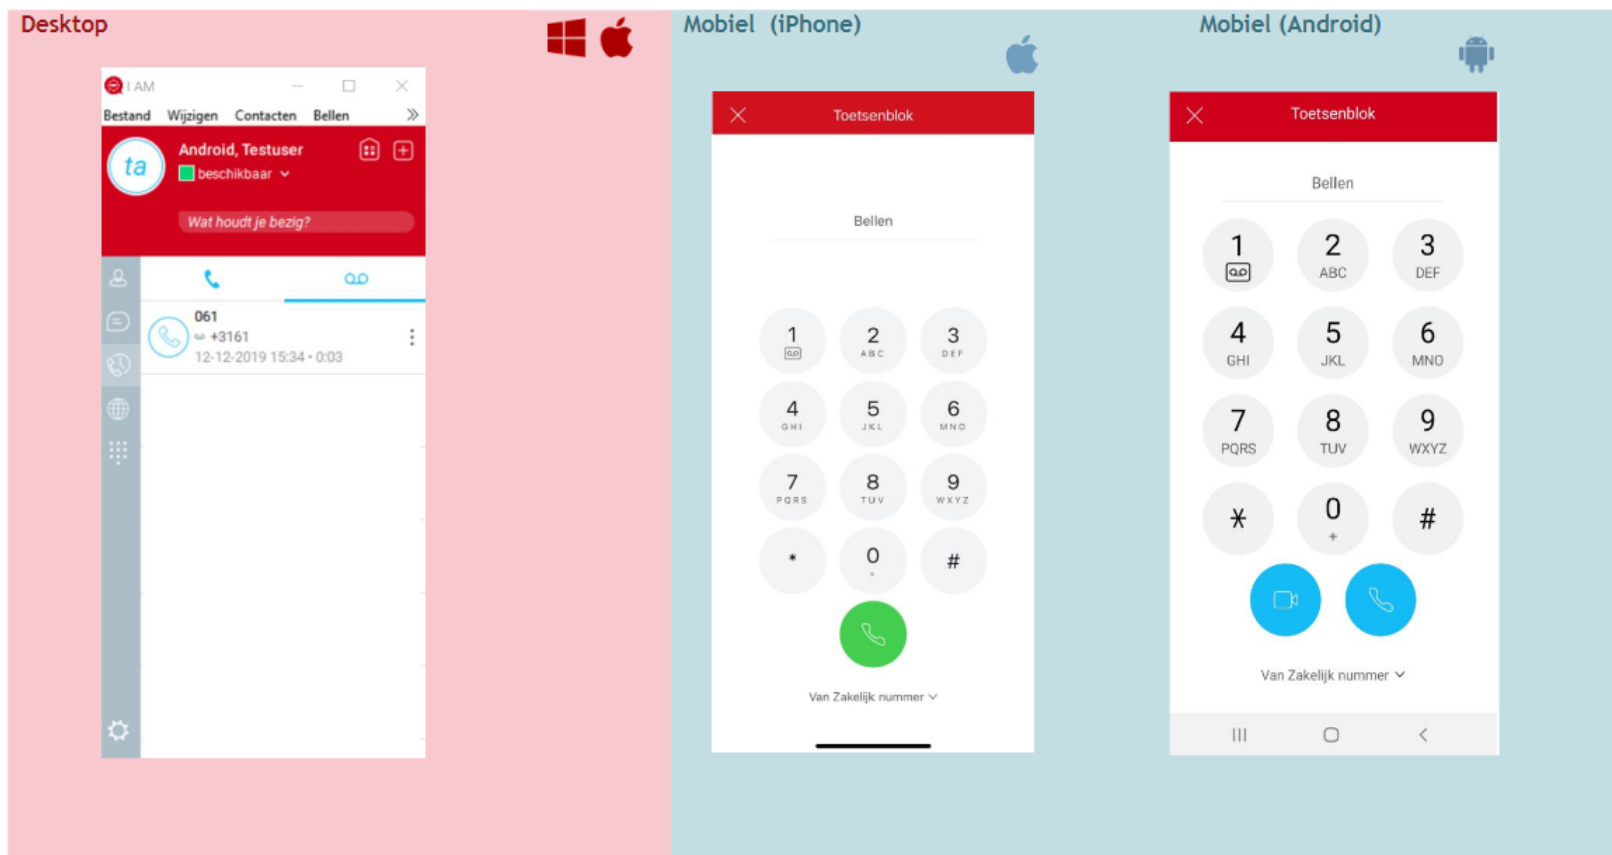 Desktop
I AM
Bestand Wijzigen Contacten Bellen »
ta
Android, Testuser
beschikbaar
Wat houdt je bezig?
061
+3161
12-12-2019 15:34 • 0:03
Mobiel (iPhone)
Toetsenblok
Bellen
1 2 3
ABC DEF
4 5 6
GHI JKL MNO
7 8 9
PQRS TUV WXYZ
* 0 #
+
Van Zakelijk nummer
Mobiel (Android)
Toetsenblok
Bellen
1 2 3
ABC DEF
4 5 6
GHI JKL MNO
7 8 9
PQRS TUV WXYZ
* 0 #
+
Van Zakelijk nummer